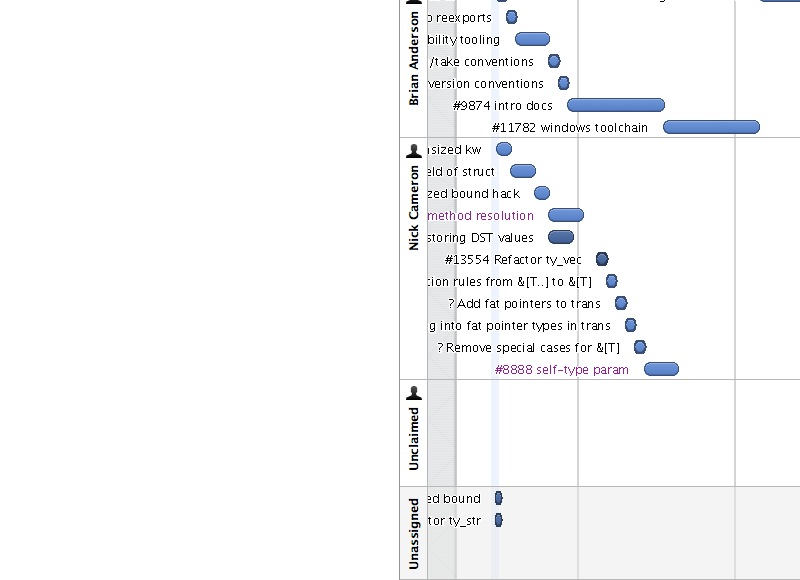 Brian Anderson
reexports
bility tooling
/take conventions
version conventions
#9874 intro docs
#11782 windows toolchain
Nick Cameron
nsized kw
eld of struct
zed bound hack
method resolution
storing DST values
#13554 Refactor ty_vec
ion rules from &[T..] to &[T]
? Add fat pointers to trans
g into fat pointer types in trans
? Remove special cases for &[T]
#8888 self-type param
Unclaimed
Unassigned
ed bound
tor ty_str